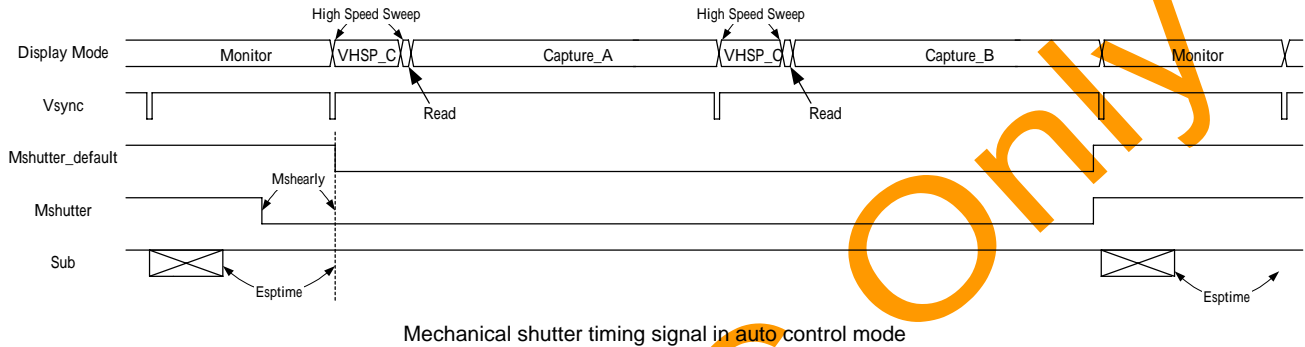 High Speed Sweep
High Speed Sweep
Display Mode
Monitor
VHSP_C
Capture_A
VHSP_C
Capture_B
Monitor
Vsync
Read
Read
Mshutter_default
Mshearly
Mshutter
Sub
Esptime
Esptime
Only
Mechanical shutter timing signal in auto control mode